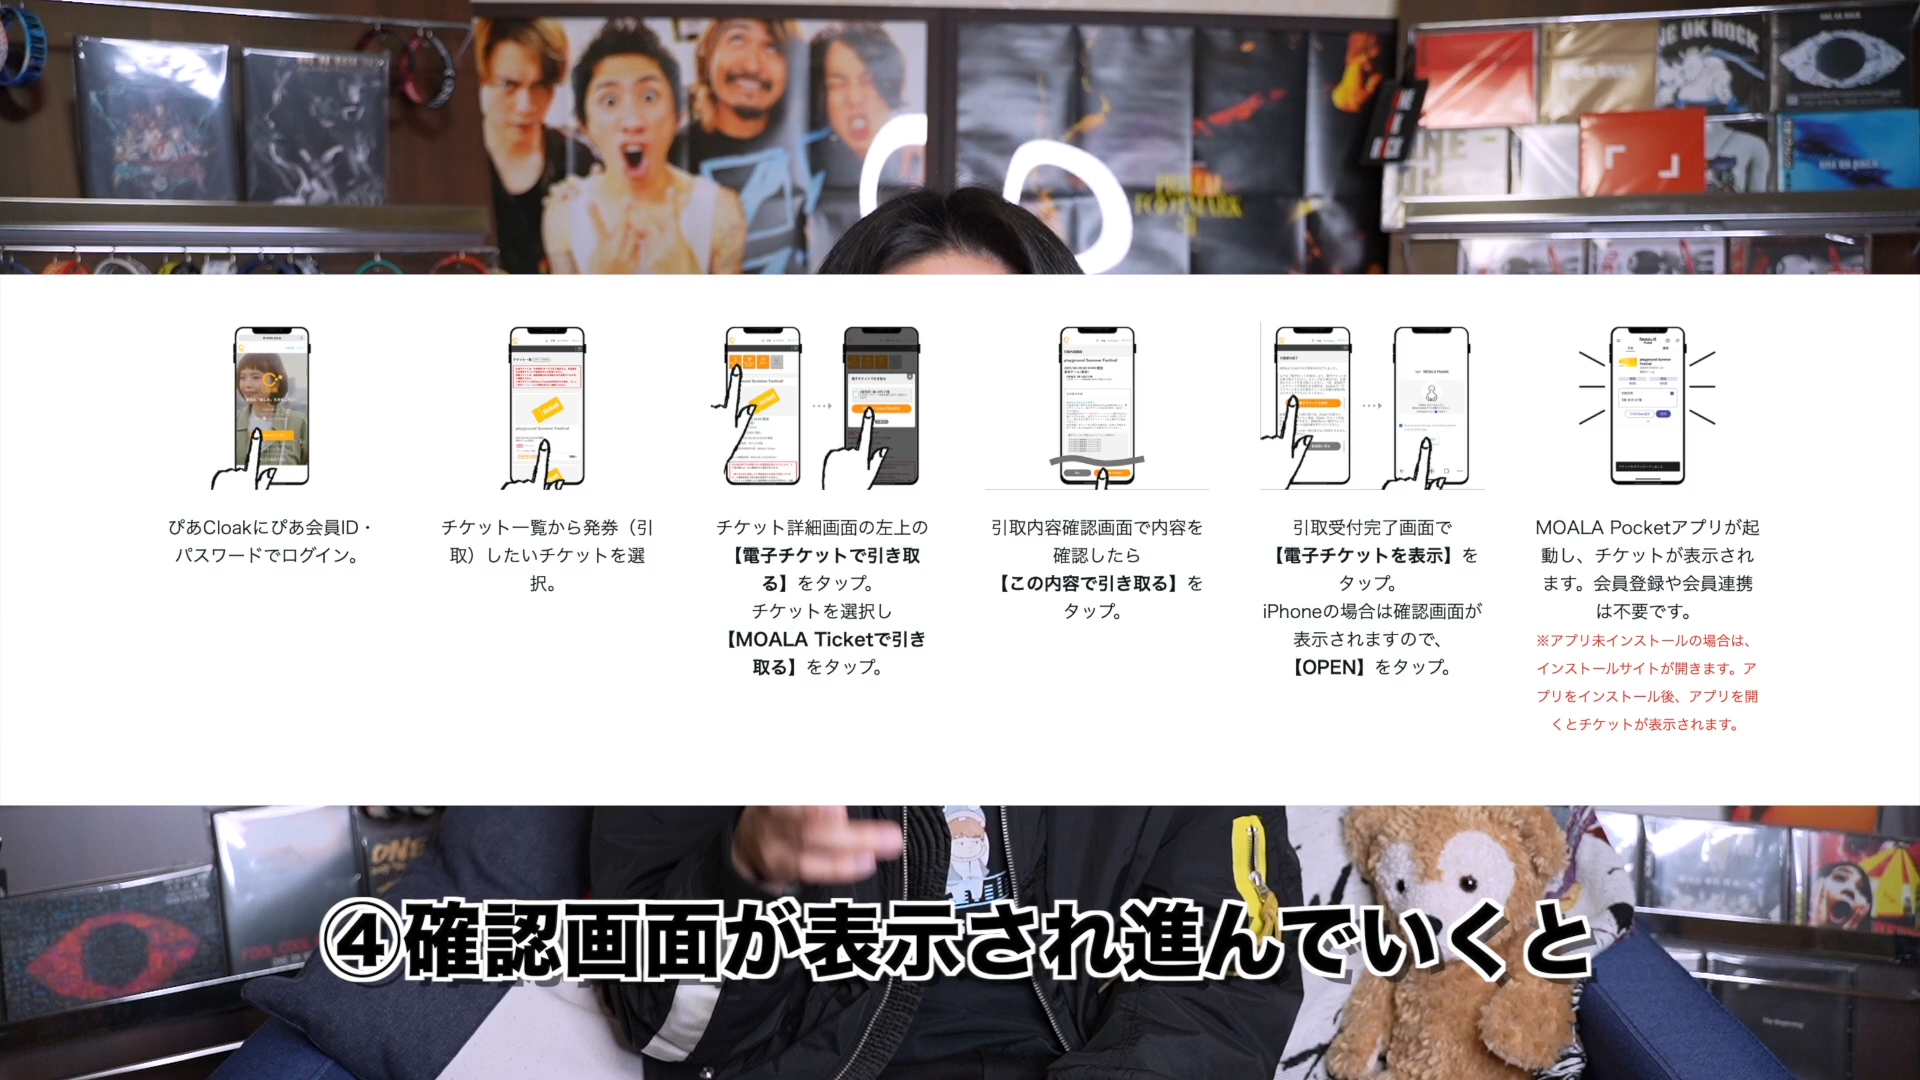 ONE OK ROCK
ぴあCloakにぴあ会員ID・
パスワードでログイン。
チケット一覧から発券（引
取）したいチケットを選
択。
チケット詳細画面の左上の
【電子チケットで引き取
る】をタップ。
チケットを選択し
【MOALA Ticketで引き
取る】をタップ。
引取内容確認画面で内容を
確認したら
【この内容で引き取る】を
タップ。
引取受付完了画面で
【電子チケットを表示】を
タップ。
iPhoneの場合は確認画面が
表示されますので、
【OPEN】をタップ。
MOALA Pocketアプリが起
動し、チケットが表示され
ます。会員登録や会員連携
は不要です。
※アプリ未インストールの場合は、
インストールサイトが開きます。ア
プリをインストール後、アプリを開
くとチケットが表示されます。
④確認画面が表示され進んでいくと